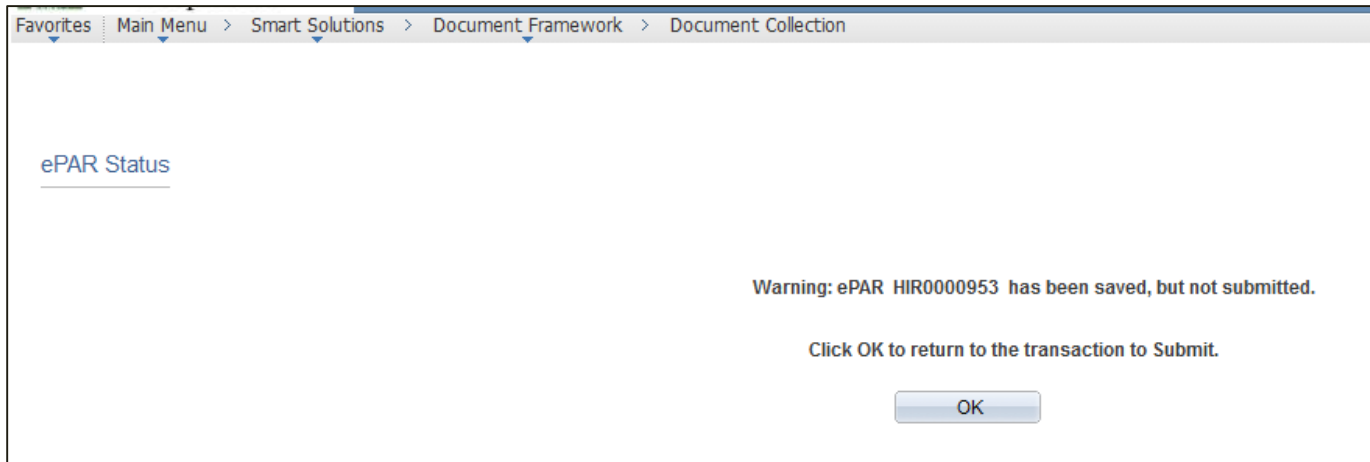 Favorites Main Menu > Smart Solutions > Document Framework > Document Collection
ePAR Status
Warning: ePAR HIR0000953 has been saved, but not submitted.
Click OK to return to the transaction to Submit.
OK